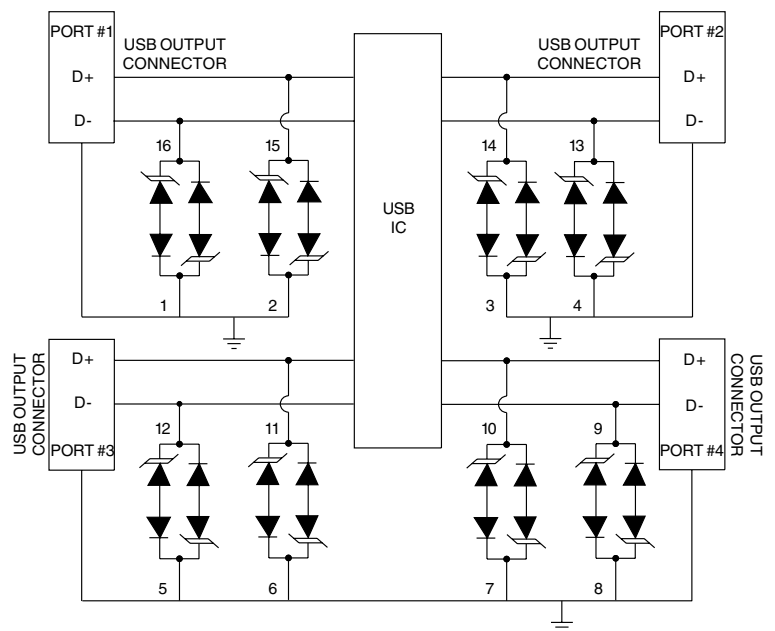 PORT #1
USB OUTPUT
CONNECTOR
D+
D-
16
15
1
2
USB
IC
USB OUTPUT
CONNECTOR
PORT #2
D+
D-
14
13
3
4
USB OUTPUT
CONNECTOR
D+
D-
PORT #3
12
11
5
6
D+
D-
PORT #4
USB OUTPUT
CONNECTOR
10
9
7
8